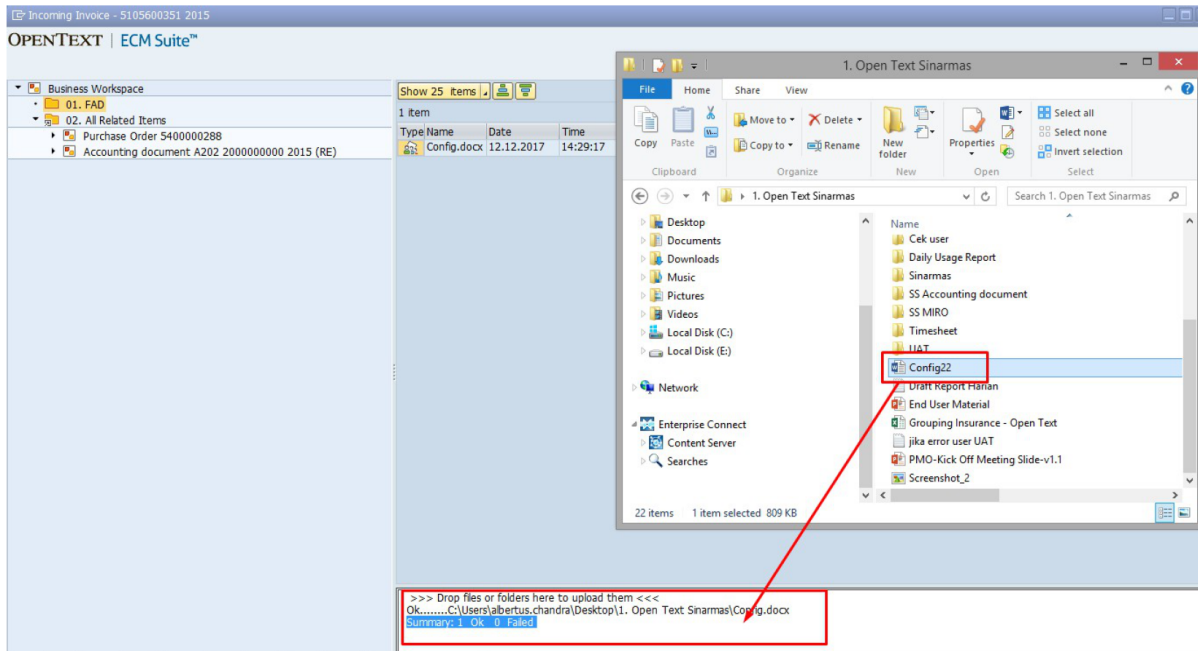 Incoming Invoice - 5105600351 2015
OPENTEXT | ECM Suite™
Business Workspace
01. FAD
02. All Related Items
Purchase Order 5400000288
Accounting document A202 2000000000 2015 (RE)
Show 25 items
1 item
Type Name Date Time
Config.docx 12.12.2017 14:29:17
1. Open Text Sinarmas
File Home Share View
Copy
Paste
Move to
Copy to
Delete
Rename
New folder
Properties
Select all
Select none
Invert selection
Clipboard Organize New Open Select
1. Open Text Sinarmas
Search 1. Open Text Sinarmas
Desktop
Documents
Downloads
Music
Pictures
Videos
Local Disk (C:)
Local Disk (E:)
Network
Enterprise Connect
Content Server
Searches
Name
Cek user
Daily Usage Report
Sinarmas
SS Accounting document
SS MIRO
Timesheet
UAT
Config22
Draft Report Harian
End User Material
Grouping Insurance - Open Text
jika error user UAT
PMO-Kick Off Meeting Slide-v1.1
Screenshot_2
22 items 1 item selected 809 KB
>>> Drop files or folders here to upload them <<<
Ok........C:\Users\albertus.chandra\Desktop\1. Open Text Sinarmas\Config.docx
Summary: 1 Ok 0 Failed